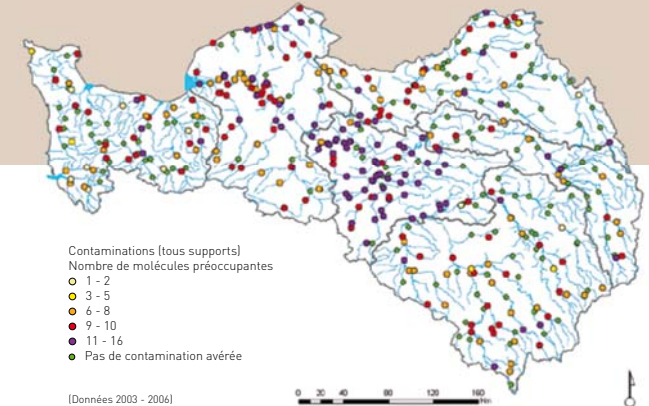 Contaminations (tous supports)
Nombre de molécules préoccupantes
1 - 2
3 - 5
6 - 8
9 - 10
11 - 16
Pas de contamination avérée
(Données 2003 - 2006)
0 20 40 80 120 160
Km